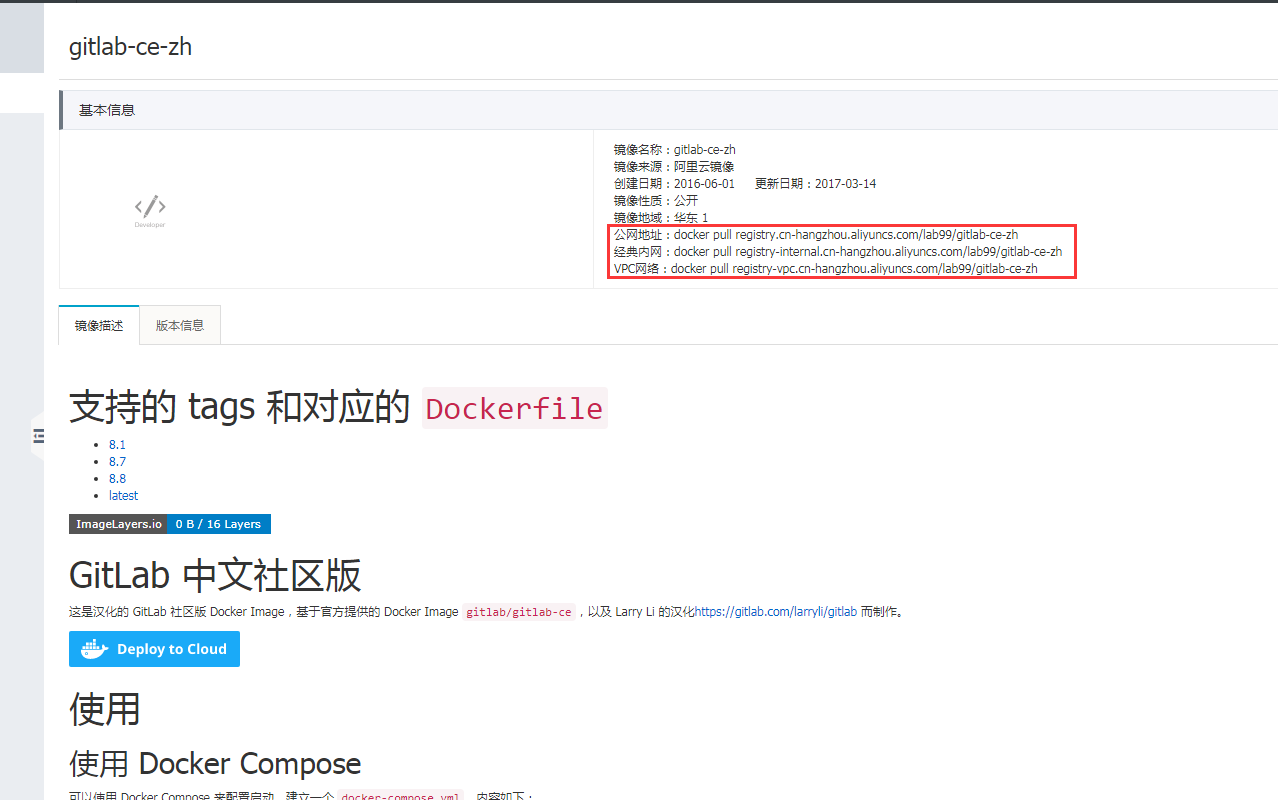 gitlab-ce-zh
基本信息
Developer
镜像名称：gitlab-ce-zh
镜像来源：阿里云镜像
创建日期：2016-06-01 更新日期：2017-03-14
镜像性质：公开
镜像地域：华东 1
公网地址：docker pull registry.cn-hangzhou.aliyuncs.com/lab99/gitlab-ce-zh
经典内网：docker pull registry-internal.cn-hangzhou.aliyuncs.com/lab99/gitlab-ce-zh
VPC网络：docker pull registry-vpc.cn-hangzhou.aliyuncs.com/lab99/gitlab-ce-zh
镜像描述 版本信息
支持的 tags 和对应的 Dockerfile
8.1
8.7
8.8
latest
ImageLayers.io 0 B / 16 Layers
GitLab 中文社区版
这是汉化的 GitLab 社区版 Docker Image，基于官方提供的 Docker Image gitlab/gitlab-ce ，以及 Larry Li 的汉化https://gitlab.com/larryli/gitlab 而制作。
Deploy to Cloud
使用
使用 Docker Compose
可以使用 Docker Compose 来配置启动，建立一个 docker-compose.yml ，内容如下：